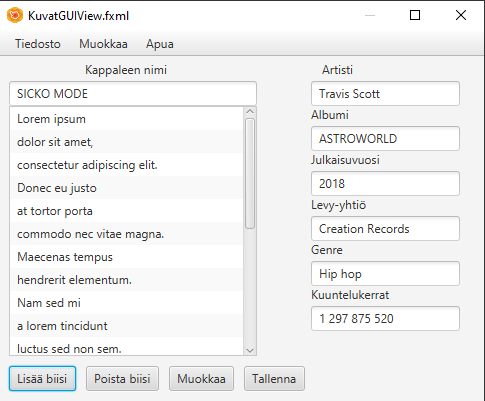 KuvatGUIView.fxml
Tiedosto Muokkaa Apua
Kappaleen nimi
SICKO MODE
Lorem ipsum
dolor sit amet,
consectetur adipiscing elit.
Donec eu justo
at tortor porta
commodo nec vitae magna.
Maecenas tempus
hendrerit elementum.
Nam sed mi
a lorem tincidunt
luctus sed non sem.
Artisti
Travis Scott
Albumi
ASTROWORLD
Julkaisuvuosi
2018
Levy-yhtiö
Creation Records
Genre
Hip hop
Kuuntelukerrat
1 297 875 520
Lisää biisi Poista biisi Muokkaa Tallenna